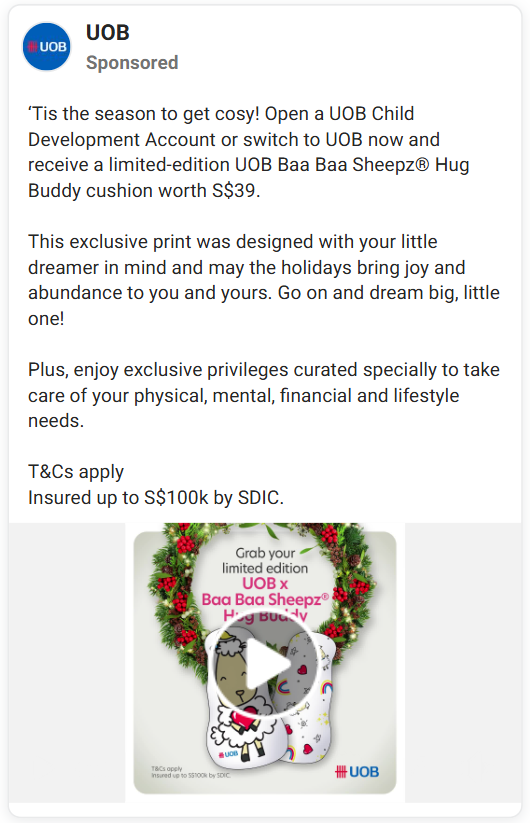 UOB
UOB
Sponsored
‘Tis the season to get cosy! Open a UOB Child
Development Account or switch to UOB now and
receive a limited-edition UOB Baa Baa Sheepz® Hug
Buddy cushion worth S$39.
This exclusive print was designed with your little
dreamer in mind and may the holidays bring joy and
abundance to you and yours. Go on and dream big, little
one!
Plus, enjoy exclusive privileges curated specially to take
care of your physical, mental, financial and lifestyle
needs.
T&Cs apply
Insured up to S$100k by SDIC.
Grab your
limited edition
UOB x
Baa Baa Sheepz®
Hug Buddy
UOB
T&Cs apply
Insured up to S$100k by SDIC.
UOB